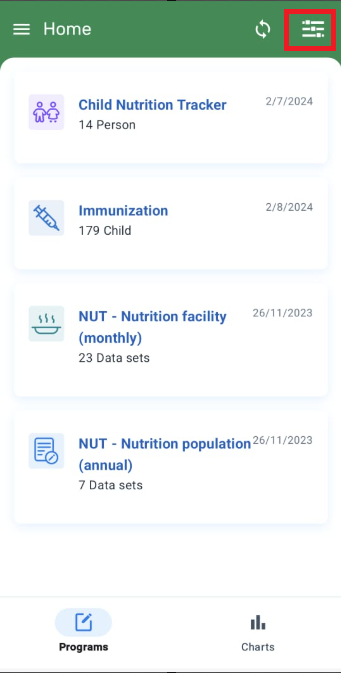 Home
Child Nutrition Tracker 2/7/2024
14 Person
Immunization 2/8/2024
179 Child
NUT - Nutrition facility 26/11/2023
(monthly)
23 Data sets
NUT - Nutrition population 26/11/2023
(annual)
7 Data sets
Programs Charts